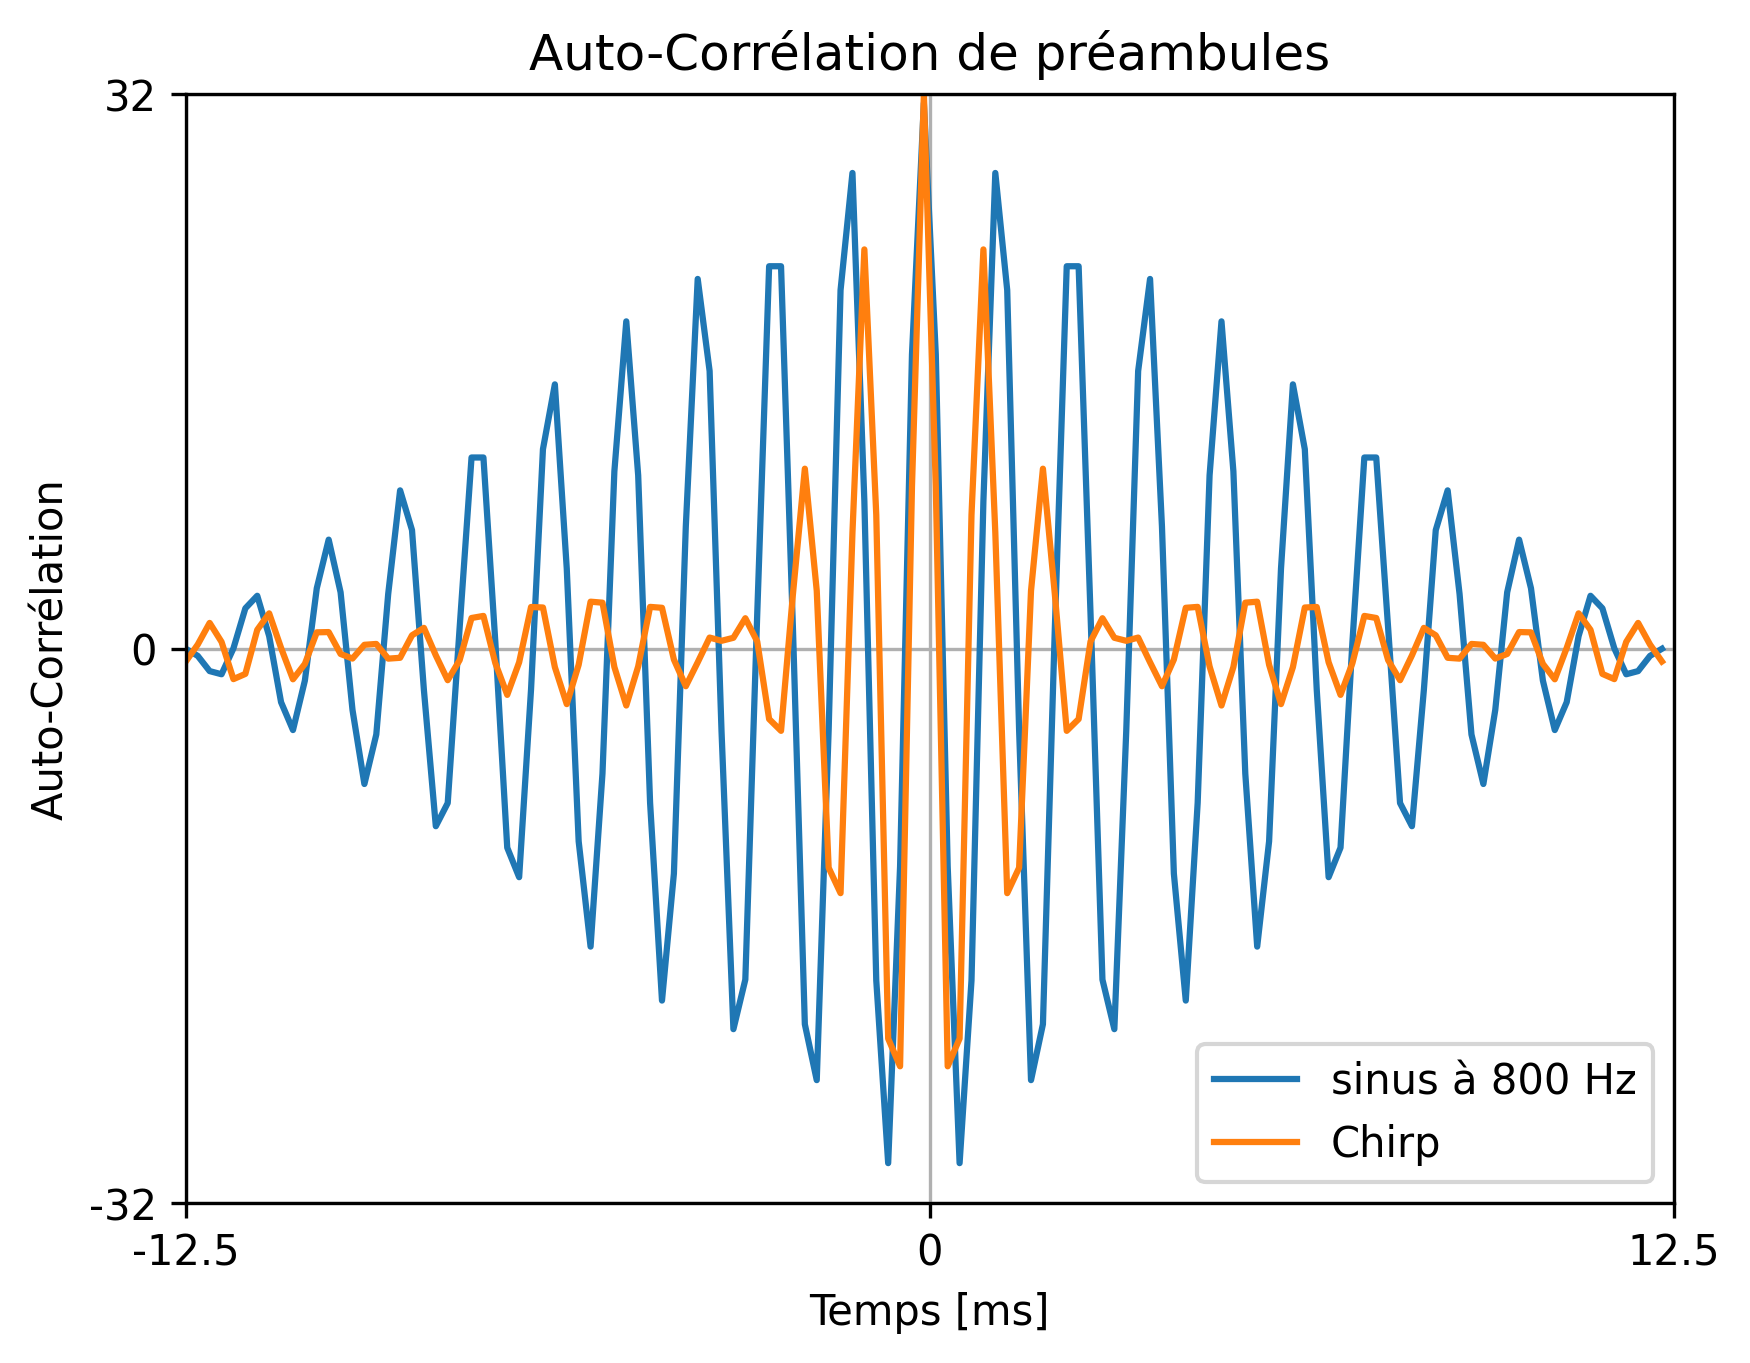 Auto-Corrélation de préambules
32
0
-32
Auto-Corrélation
-12.5
0
12.5
Temps [ms]
sinus à 800 Hz
Chirp